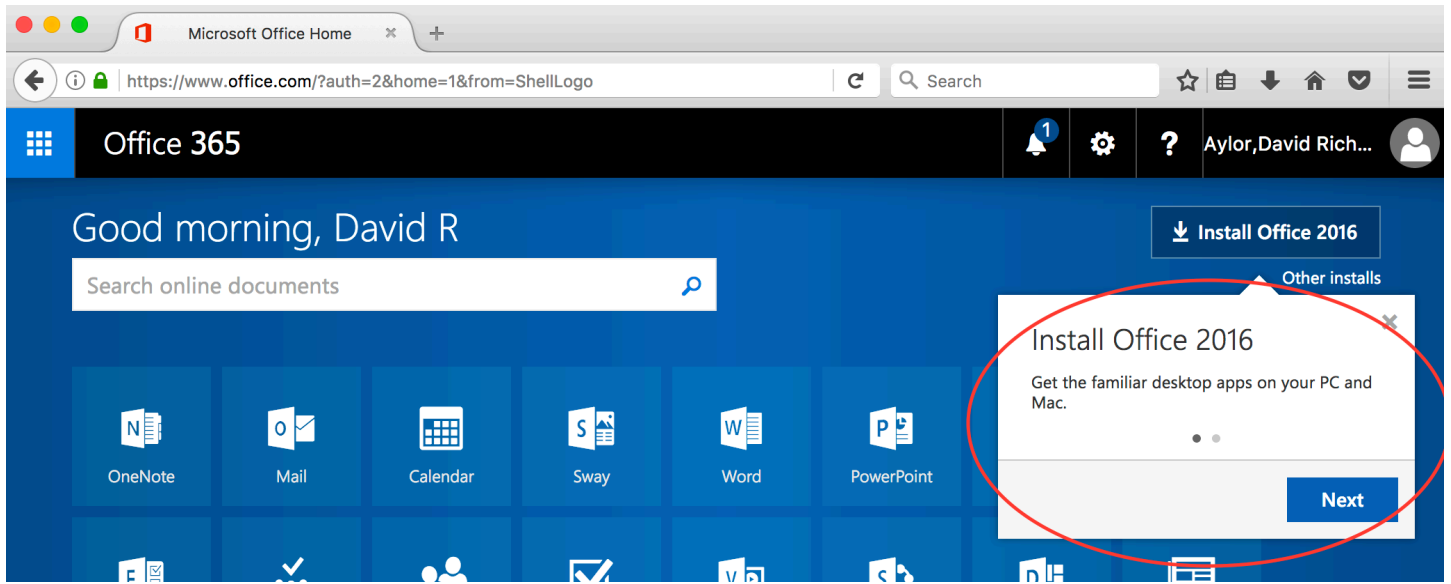 Microsoft Office Home
https://www.office.com/?auth=2&home=1&from=ShellLogo
Search
Office 365
1
?
Aylor,David Rich...
Good morning, David R
Install Office 2016
Search online documents
Other installs
Install Office 2016
Get the familiar desktop apps on your PC and
Mac.
Next
N
OneNote
O
Mail
Calendar
S
Sway
W
Word
P
PowerPoint
F
V
S
D